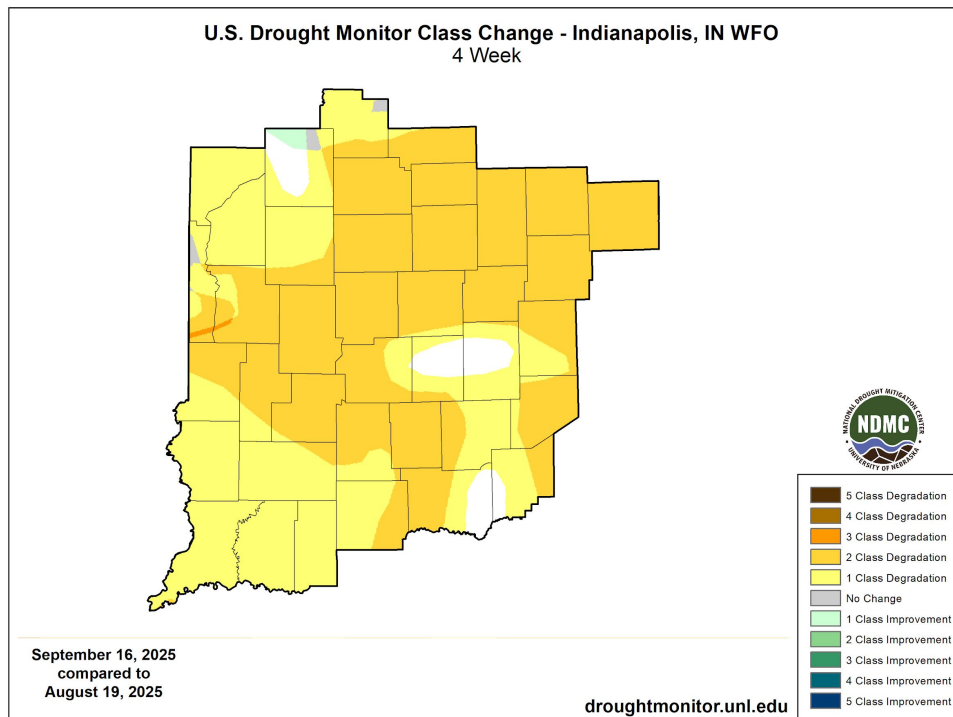 U.S. Drought Monitor Class Change - Indianapolis, IN WFO
4 Week
NATIONAL DROUGHT MITIGATION CENTER
NDMC
UNIVERSITY OF NEBRASKA
5 Class Degradation
4 Class Degradation
3 Class Degradation
2 Class Degradation
1 Class Degradation
No Change
1 Class Improvement
2 Class Improvement
3 Class Improvement
4 Class Improvement
5 Class Improvement
September 16, 2025
compared to
August 19, 2025
droughtmonitor.unl.edu